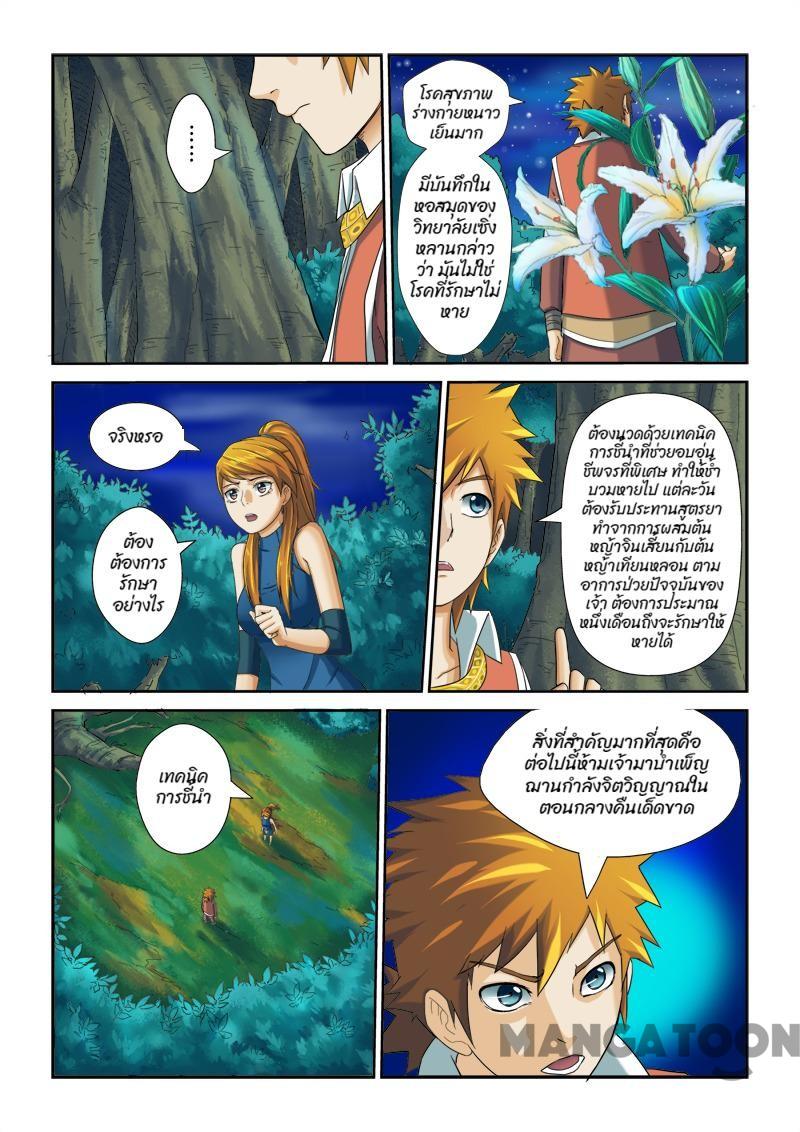 ......
โรคสุขภาพ
ร่างกายหนาว
เย็นมาก
มีบันทึกใน
หอสมุดของ
วิทยาลัยเซิ่ง
หลานกล่าว
ว่า มันไม่ใช่
โรคที่รักษาไม่
หาย
จริงหรอ
ต้อง
ต้องการ
รักษา
อย่างไร
ต้องนวดด้วยเทคนิค
การชี้นำที่ช่วยอบอุ่น
ชีพจรที่พิเศษ ทำให้ช้ำ
บวมหายไป แต่ละวัน
ต้องรับประทานสูตรยา
ทำจากการผสมต้น
หญ้าจินเสี้ยนกับต้น
หญ้าเทียนหลอน ตาม
อาการป่วยปัจจุบันของ
เจ้า ต้องการประมาณ
หนึ่งเดือนถึงจะรักษาให้
หายได้
เทคนิค
การชี้นำ
สิ่งที่สำคัญมากที่สุดคือ
ต่อไปนี้ห้ามเจ้ามาบำเพ็ญ
ฌานกำลังจิตวิญญาณใน
ตอนกลางคืนเด็ดขาด
MANGATOON